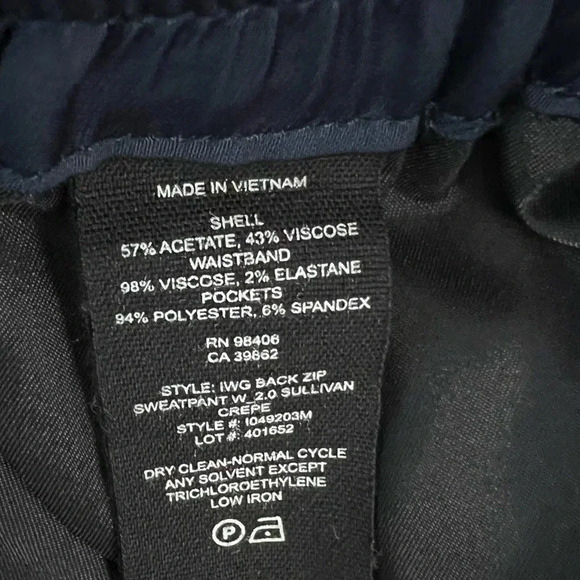 MADE IN VIETNAM
SHELL
57% ACETATE, 43% VISCOSE
WAISTBAND
98% VISCOSE, 2% ELASTANE
POCKETS
94% POLYESTER, 6% SPANDEX
RN 98406
CA 39862
STYLE: IWG BACK ZIP
SWEATPANT W_2.0 SULLIVAN
CREPE
STYLE #: I049203M
LOT #: 401652
DRY CLEAN-NORMAL CYCLE
ANY SOLVENT EXCEPT
TRICHLOROETHYLENE
LOW IRON
P